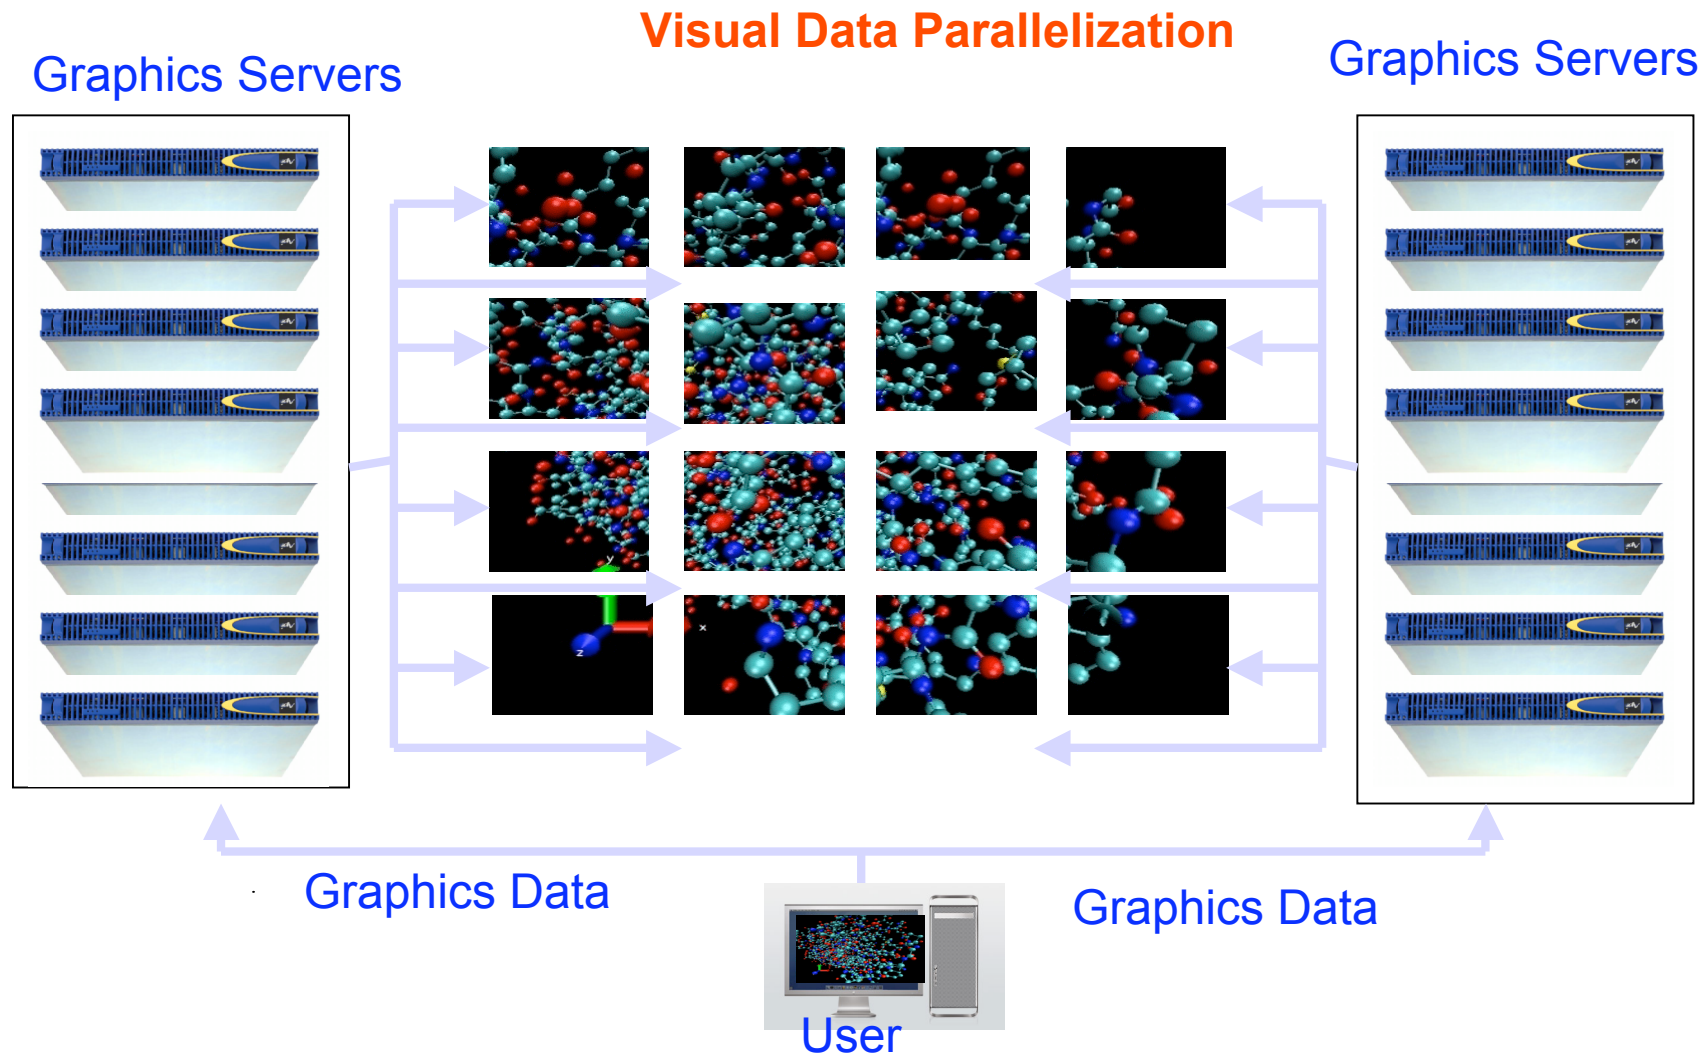 Visual Data Parallelization
Graphics Servers
Graphics Servers
y
x
z
Graphics Data
Graphics Data
User